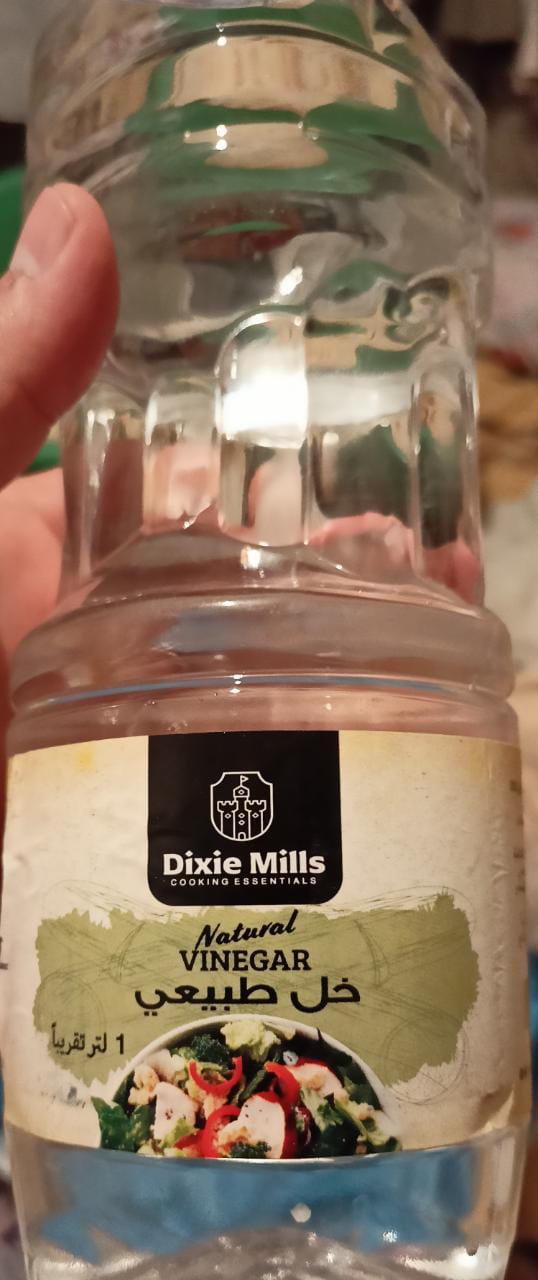 Dixie Mills
COOKING ESSENTIALS
Natural
VINEGAR
خل طبيعي
1 لتر تقريباً